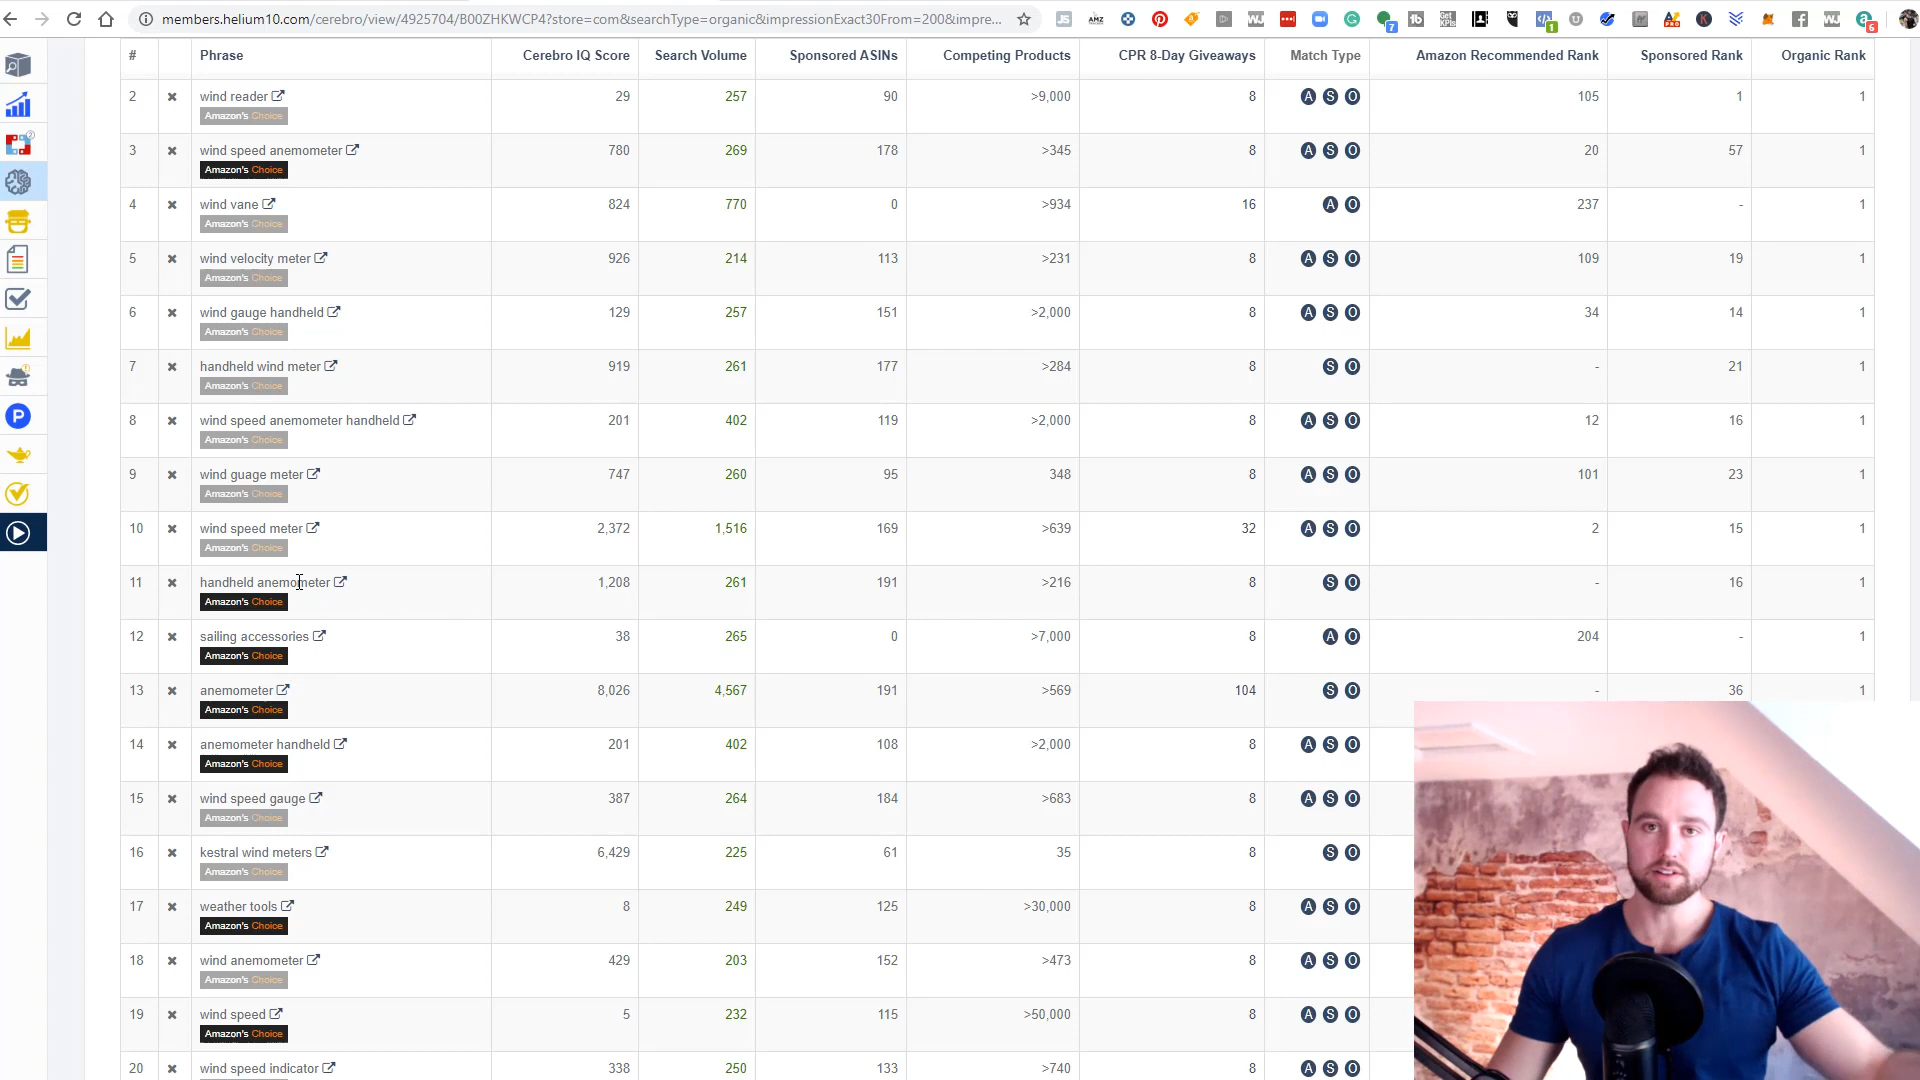 members.helium10.com/cerebro/view/4925704/B00ZHKWCP4?store=com&searchType=organic&impressionExact30From=200&impre...
# Phrase Cerebro IQ Score Search Volume Sponsored ASINs Competing Products CPR 8-Day Giveaways Match Type Amazon Recommended Rank Sponsored Rank Organic Rank
2 wind reader 29 257 90 >9,000 8 A S O 105 1 1
Amazon's Choice
3 wind speed anemometer 780 269 178 >345 8 A S O 20 57 1
Amazon's Choice
4 wind vane 824 770 0 >934 16 A O 237 - 1
Amazon's Choice
5 wind velocity meter 926 214 113 >231 8 A S O 109 19 1
Amazon's Choice
6 wind gauge handheld 129 257 151 >2,000 8 A S O 34 14 1
Amazon's Choice
7 handheld wind meter 919 261 177 >284 8 S O - 21 1
Amazon's Choice
8 wind speed anemometer handheld 201 402 119 >2,000 8 A S O 12 16 1
Amazon's Choice
9 wind guage meter 747 260 95 348 8 A S O 101 23 1
Amazon's Choice
10 wind speed meter 2,372 1,516 169 >639 32 A S O 2 15 1
Amazon's Choice
11 handheld anemometer 1,208 261 191 >216 8 S O - 16 1
Amazon's Choice
12 sailing accessories 38 265 0 >7,000 8 A O 204 - 1
Amazon's Choice
13 anemometer 8,026 4,567 191 >569 104 S O - 36 1
Amazon's Choice
14 anemometer handheld 201 402 108 >2,000 8 A S O
Amazon's Choice
15 wind speed gauge 387 264 184 >683 8 A S O
Amazon's Choice
16 kestral wind meters 6,429 225 61 35 8 S O
Amazon's Choice
17 weather tools 8 249 125 >30,000 8 A S O
Amazon's Choice
18 wind anemometer 429 203 152 >473 8 A S O
Amazon's Choice
19 wind speed 5 232 115 >50,000 8 A S O
Amazon's Choice
20 wind speed indicator 338 250 133 >740 8 A S O